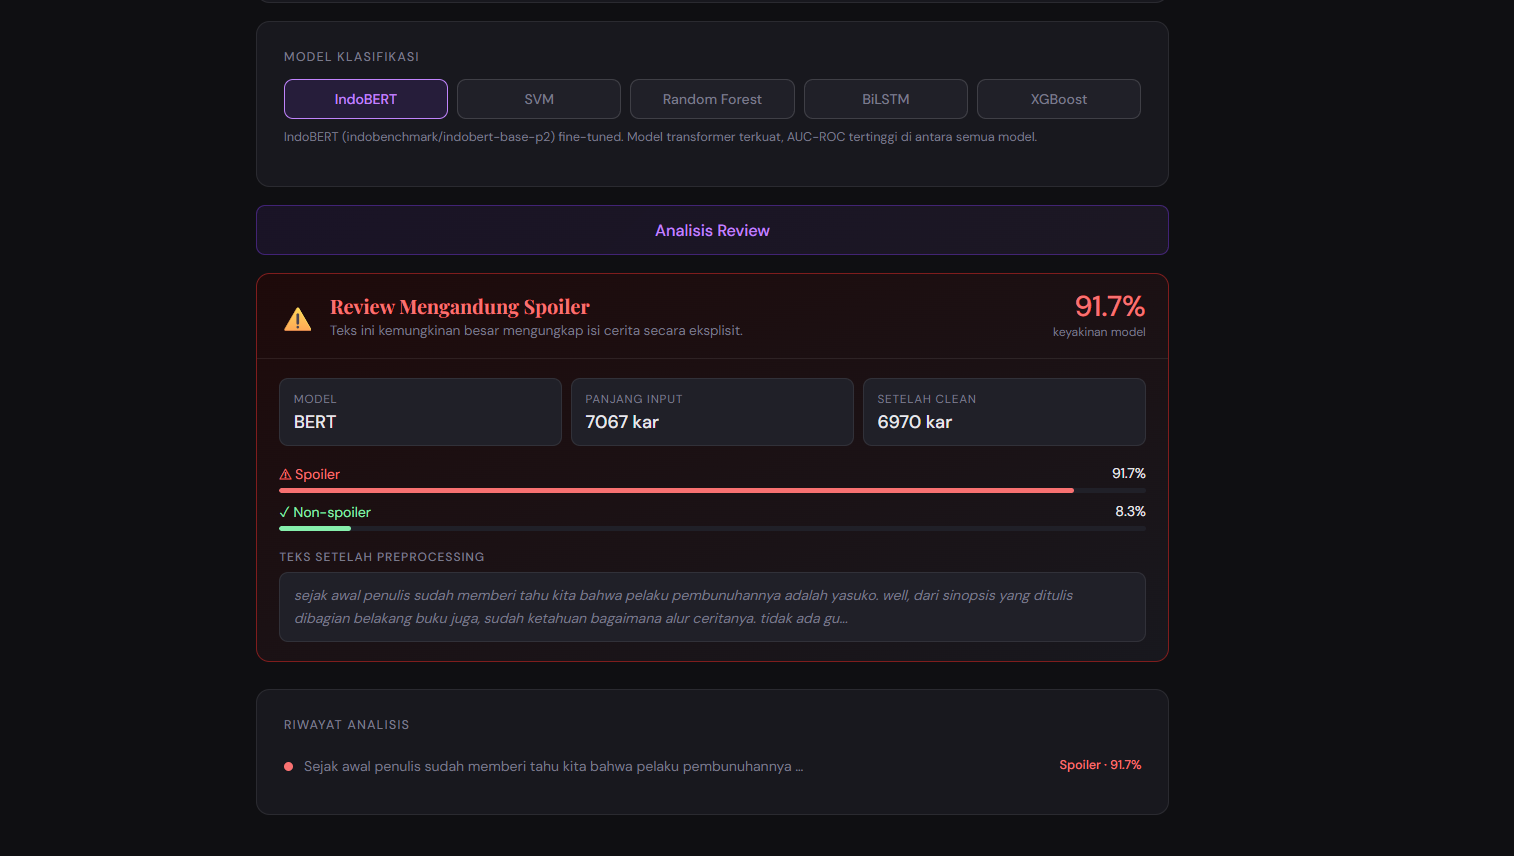 MODEL KLASIFIKASI
IndoBERT
SVM
Random Forest
BiLSTM
XGBoost
IndoBERT (indobenchmark/indobert-base-p2) fine-tuned. Model transformer terkuat, AUC-ROC tertinggi di antara semua model.
Analisis Review
Review Mengandung Spoiler
Teks ini kemungkinan besar mengungkap isi cerita secara eksplisit.
91.7%
keyakinan model
MODEL
BERT
PANJANG INPUT
7067 kar
SETELAH CLEAN
6970 kar
⚠ Spoiler
91.7%
✓ Non-spoiler
8.3%
TEKS SETELAH PREPROCESSING
sejak awal penulis sudah memberi tahu kita bahwa pelaku pembunuhannya adalah yasuko. well, dari sinopsis yang ditulis
dibagian belakang buku juga, sudah ketahuan bagaimana alur ceritanya. tidak ada gu...
RIWAYAT ANALISIS
Sejak awal penulis sudah memberi tahu kita bahwa pelaku pembunuhannya ...
Spoiler · 91.7%